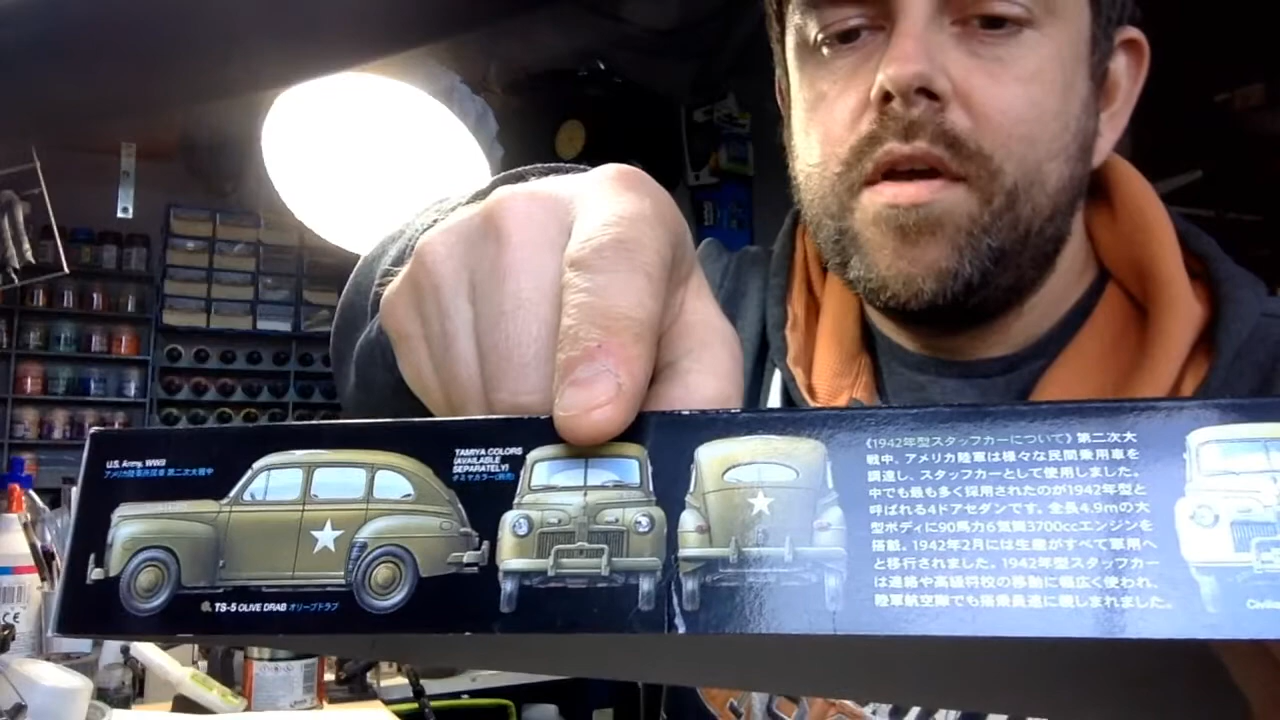 U.S. Army, WWII
アメリカ陸軍所属車 第二次大戦中
TAMIYA COLORS
(AVAILABLE
SEPARATELY)
タミヤカラー(別売)
TS-5 OLIVE DRAB オリーブドラブ
《1942年型スタッフカーについて》第二次大
戦中、アメリカ陸軍は様々な民間乗用車を
調達し、スタッフカーとして使用しました。
中でも最も多く採用されたのが1942年型と
呼ばれる4ドアセダンです。全長4.9mの大
型ボディに90馬力6気筒3700ccエンジンを
搭載。1942年2月には生産がすべて軍用へ
と移行されました。1942年型スタッフカー
は連絡や高級将校の移動に幅広く使われ、
陸軍航空隊でも搭乗員達に親しまれました。